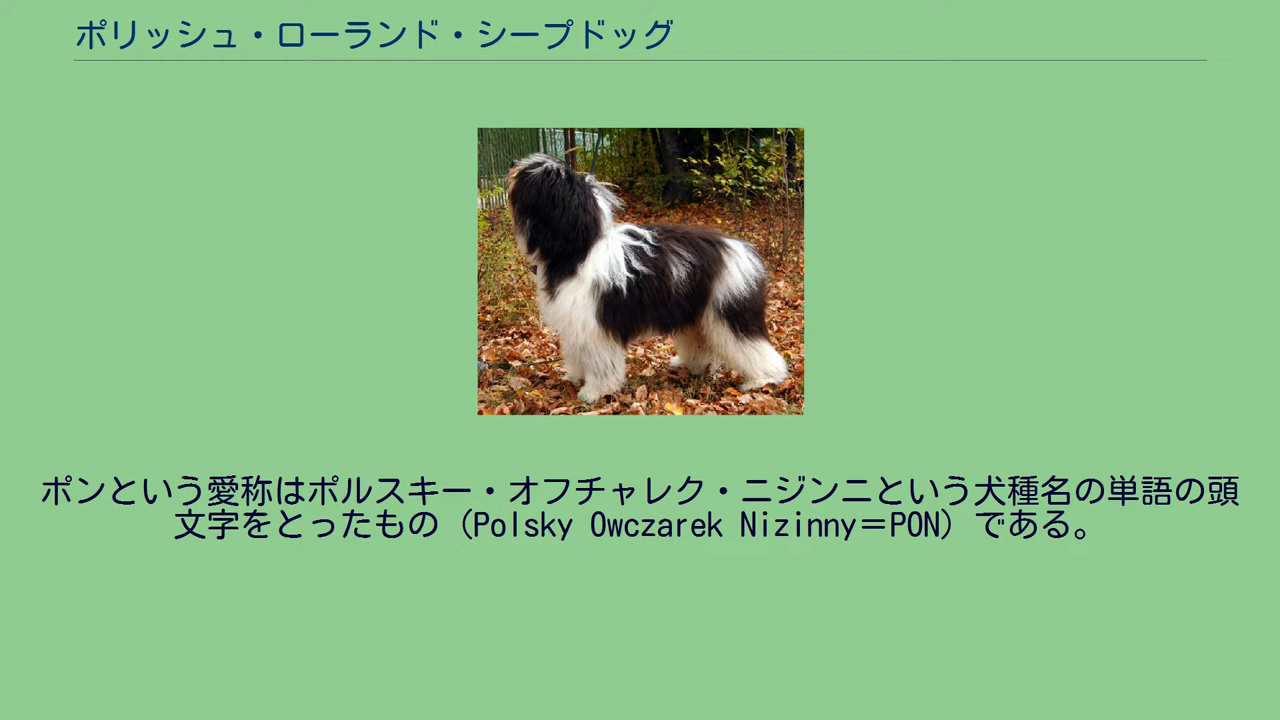 ポリッシュ・ローランド・シープドッグ
ポンという愛称はポルスキー・オフチャレク・ニジンニという犬種名の単語の頭
文字をとったもの（Polsky Owczarek Nizinny＝PON）である。